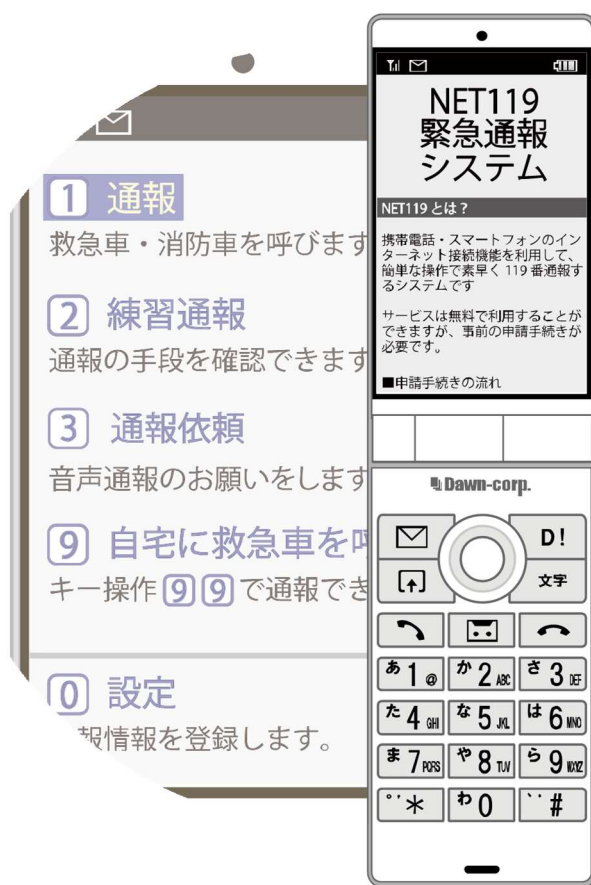 1 通報
救急車・消防車を呼びます
2 練習通報
通報の手段を確認できます
3 通報依頼
音声通報のお願いをします
9 自宅に救急車を
キー操作99で通報でき
0 設定
報情報を登録します。
NET119
緊急通報
システム
NET119 とは？
携帯電話・スマートフォンのイン
ターネット接続機能を利用して、
簡単な操作で素早く 119 番通報す
るシステムです
サービスは無料で利用することが
できますが、事前の申請手続きが
必要です。
■申請手続きの流れ
Dawn-corp.
D!
文字
あ 1 @
か 2 ABC
さ 3 DEF
た 4 GHI
な 5 JKL
は 6 MNO
ま 7 PQRS
や 8 TUV
ら 9 WXYZ
゜, *
わ 0
#